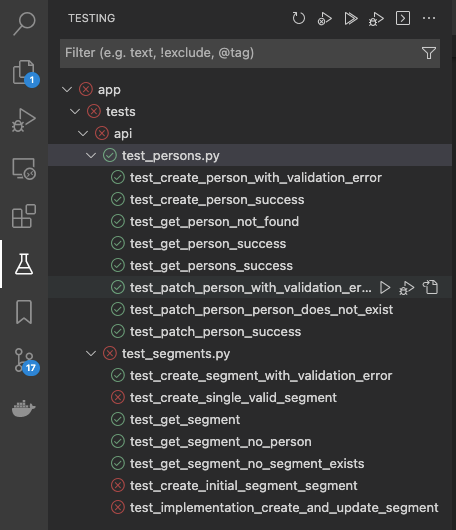 TESTING
Filter (e.g. text, !exclude, @tag)
1
app
tests
api
test_persons.py
test_create_person_with_validation_error
test_create_person_success
test_get_person_not_found
test_get_person_success
test_get_persons_success
test_patch_person_with_validation_er...
test_patch_person_person_does_not_exist
test_patch_person_success
test_segments.py
17
test_create_segment_with_validation_error
test_create_single_valid_segment
test_get_segment
test_get_segment_no_person
test_get_segment_no_segment_exists
test_create_initial_segment_segment
test_implementation_create_and_update_segment